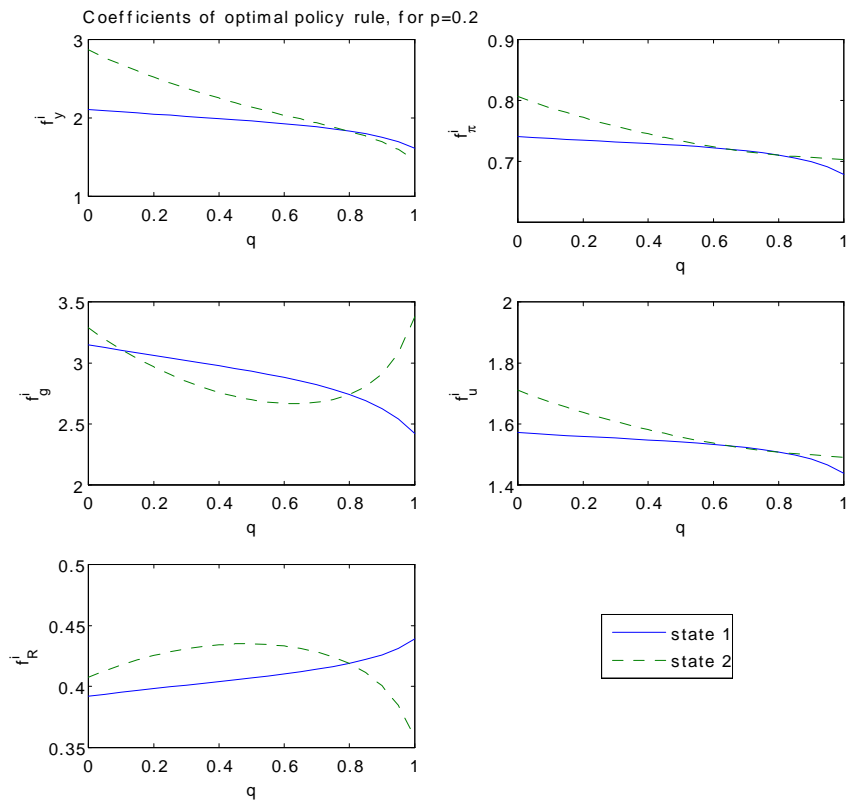 Coefficients of optimal policy rule, for p=0.2
3
2
1
f^i_y
0 0.2 0.4 0.6 0.8 1
q
0.9
0.8
0.7
f^i_π
0 0.2 0.4 0.6 0.8 1
q
3.5
3
2.5
2
f^i_g
0 0.2 0.4 0.6 0.8 1
q
2
1.8
1.6
1.4
f^i_u
0 0.2 0.4 0.6 0.8 1
q
0.5
0.45
0.4
0.35
f^i_R
0 0.2 0.4 0.6 0.8 1
q
state 1
state 2